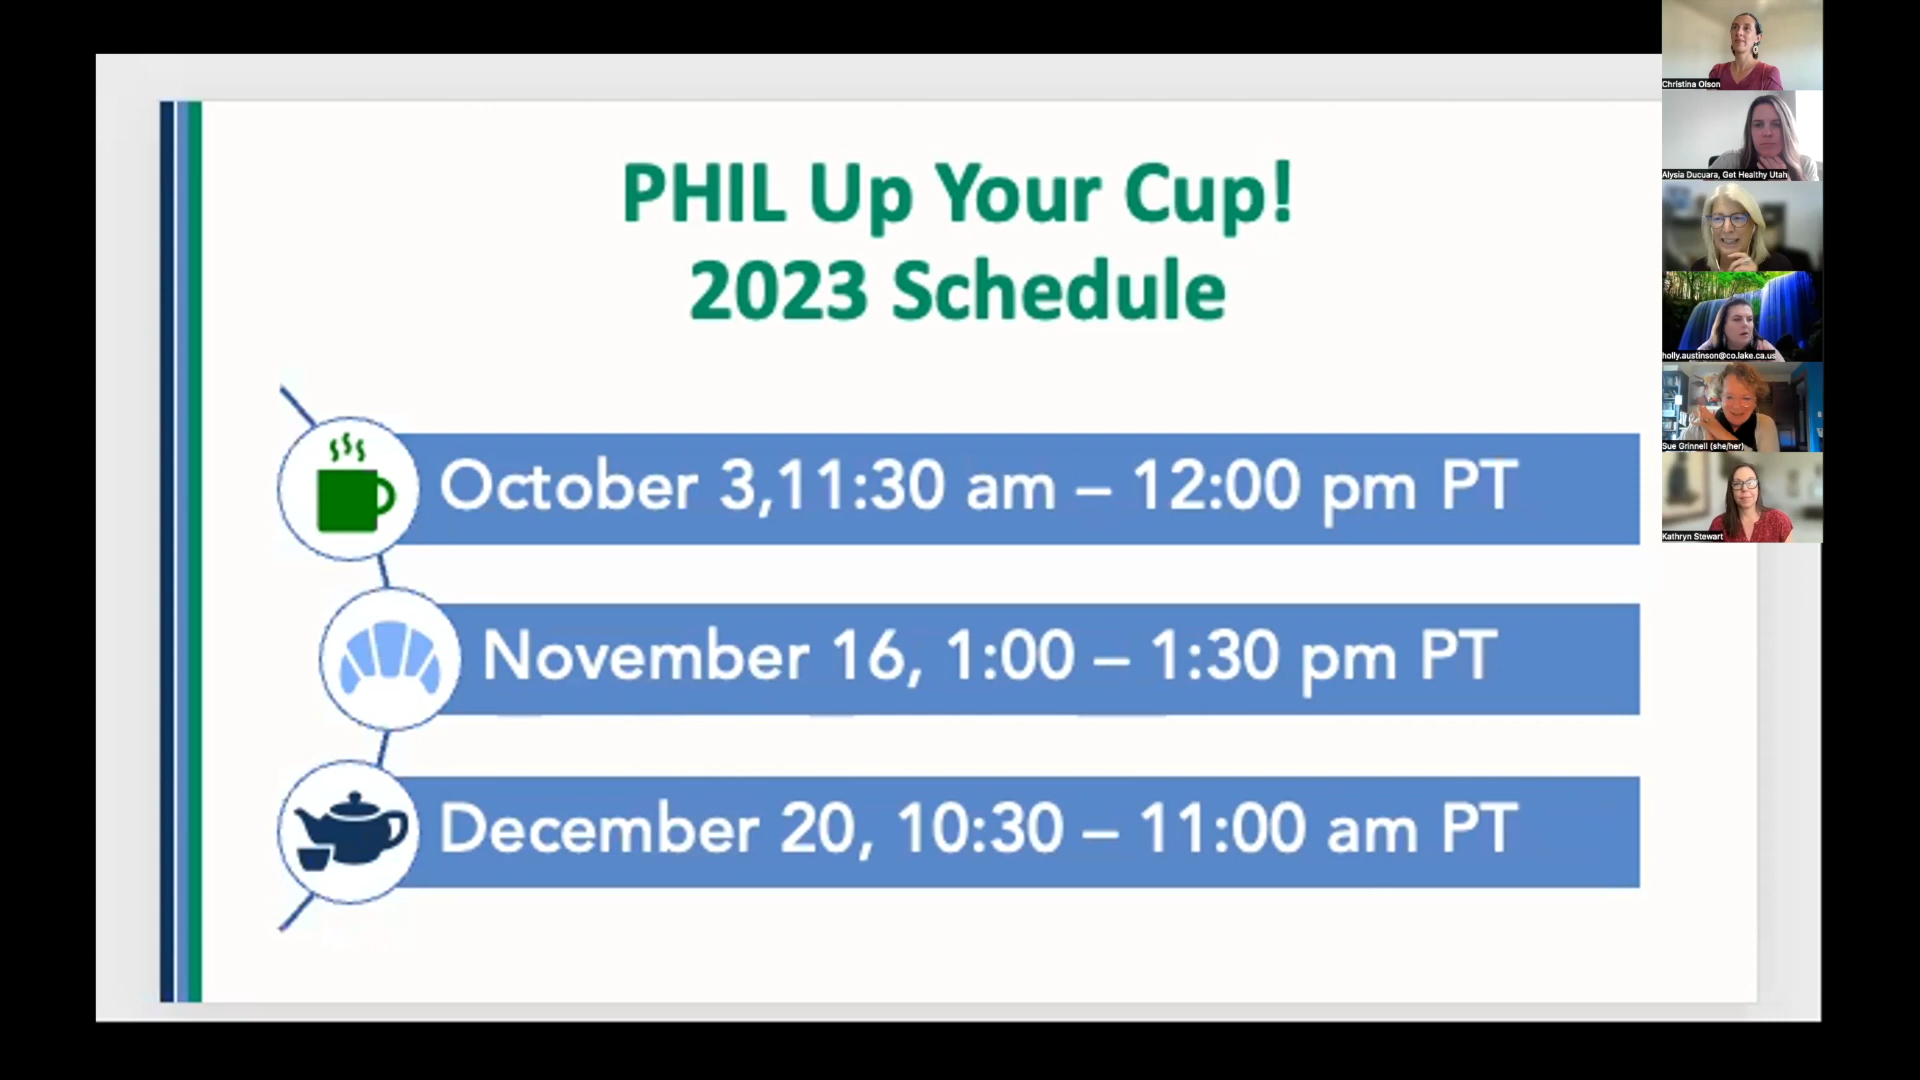 PHIL Up Your Cup!
2023 Schedule
October 3,11:30 am – 12:00 pm PT
November 16, 1:00 – 1:30 pm PT
December 20, 10:30 – 11:00 am PT
Christina Olson
Alysia Ducuara, Get Healthy Utah
holly.austinson@co.lake.ca.us
Sue Grinnell (she/her)
Kathryn Stewart